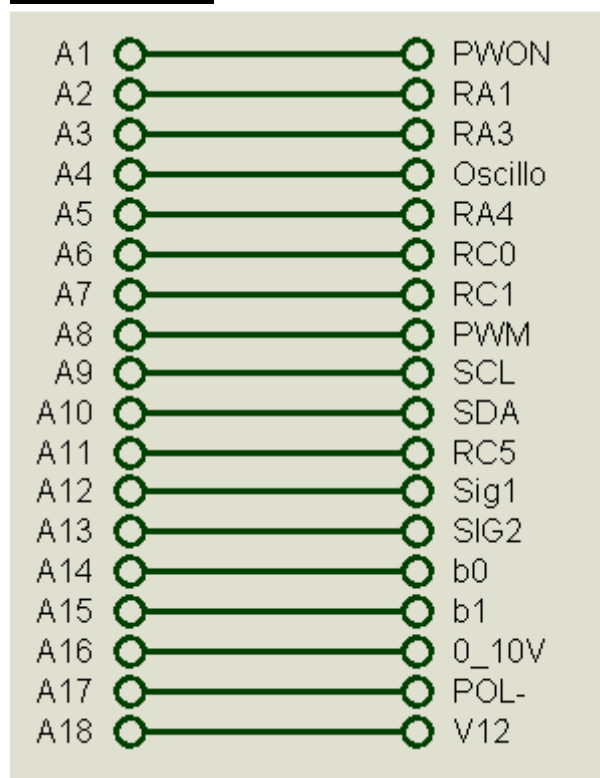 A1 PWON
A2 RA1
A3 RA3
A4 Oscillo
A5 RA4
A6 RC0
A7 RC1
A8 PWM
A9 SCL
A10 SDA
A11 RC5
A12 Sig1
A13 SIG2
A14 b0
A15 b1
A16 0_10V
A17 POL-
A18 V12